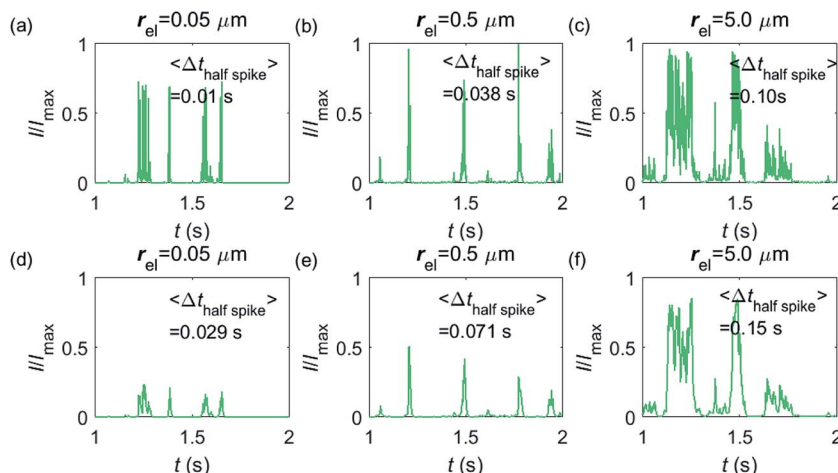 (a) r_el=0.05 μm
<Δt_half spike>
=0.01 s
I/I_max
1
0.5
0
1 1.5 2
t (s)
(b) r_el=0.5 μm
<Δt_half spike>
=0.038 s
I/I_max
1
0.5
0
1 1.5 2
t (s)
(c) r_el=5.0 μm
<Δt_half spike>
=0.10s
I/I_max
1
0.5
0
1 1.5 2
t (s)
(d) r_el=0.05 μm
<Δt_half spike>
=0.029 s
I/I_max
1
0.5
0
1 1.5 2
t (s)
(e) r_el=0.5 μm
<Δt_half spike>
=0.071 s
I/I_max
1
0.5
0
1 1.5 2
t (s)
(f) r_el=5.0 μm
<Δt_half spike>
=0.15 s
I/I_max
1
0.5
0
1 1.5 2
t (s)